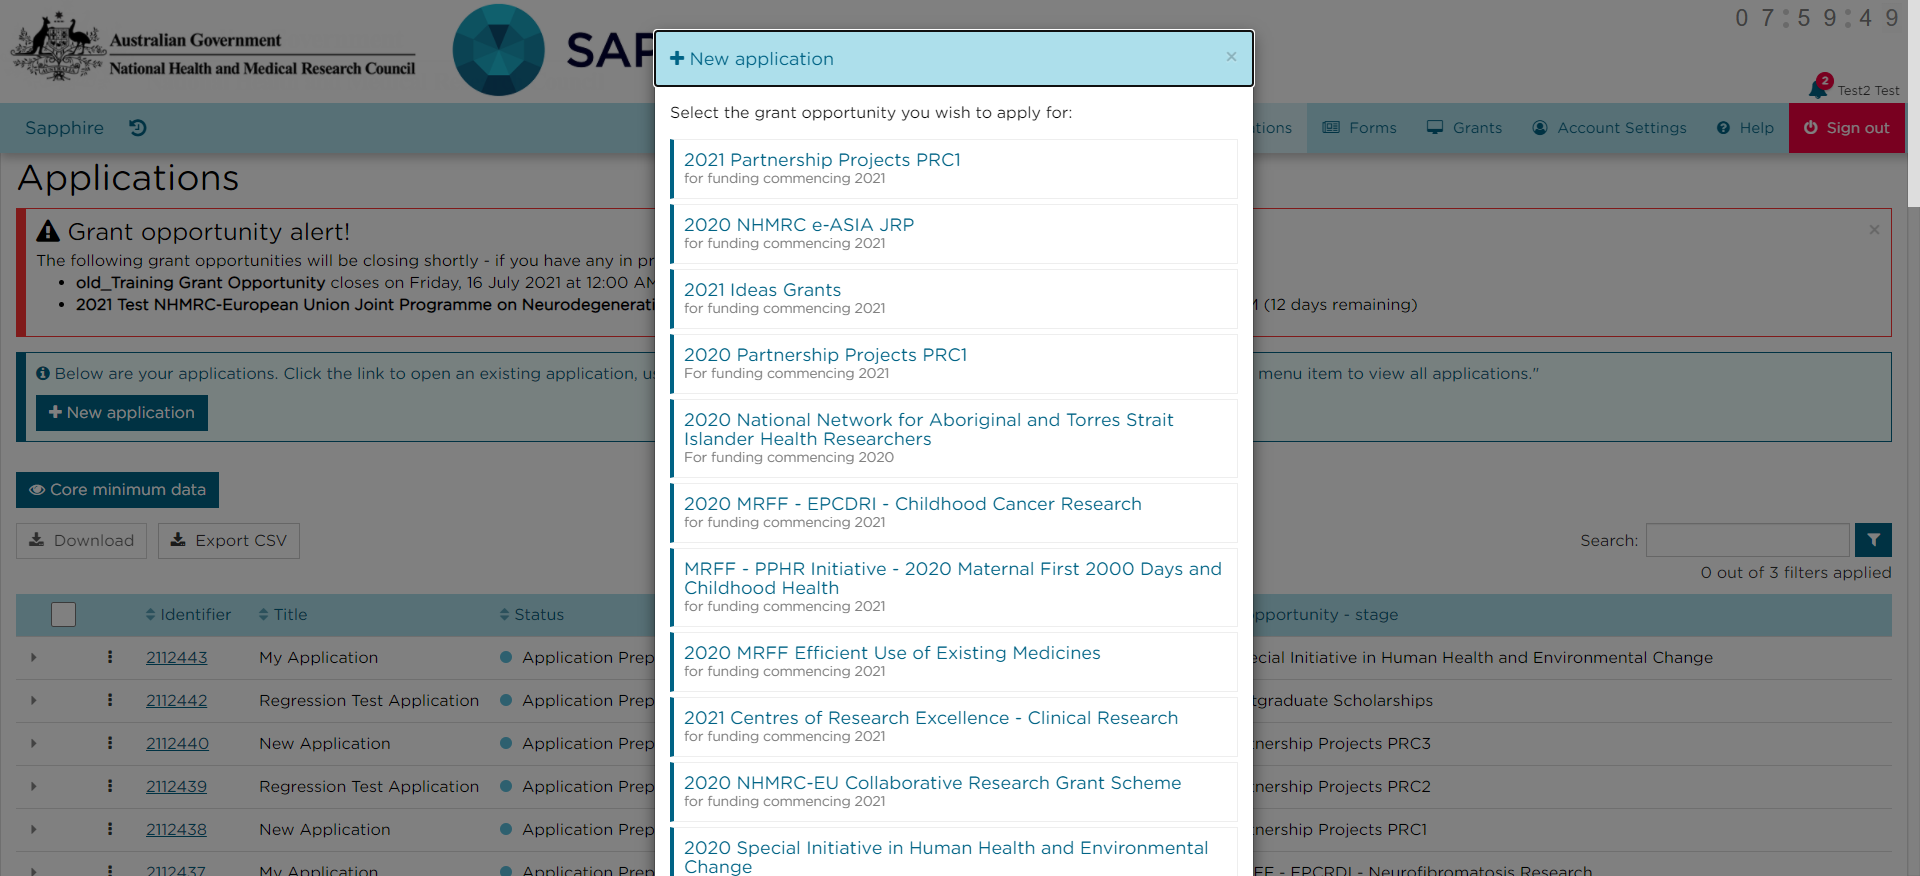 07:59:49
Australian Government
National Health and Medical Research Council
SAP
2
Test2 Test
Sapphire
tions
Forms
Grants
Account Settings
Help
Sign out
Applications
Grant opportunity alert!
×
The following grant opportunities will be closing shortly - if you have any in pr
• old_Training Grant Opportunity closes on Friday, 16 July 2021 at 12:00 AM
• 2021 Test NHMRC-European Union Joint Programme on Neurodegenerati
(12 days remaining)
Below are your applications. Click the link to open an existing application, us
menu item to view all applications."
New application
Core minimum data
Download
Export CSV
Search:
0 out of 3 filters applied
Identifier Title Status pportunity - stage
2112443 My Application Application Prep ecial Initiative in Human Health and Environmental Change
2112442 Regression Test Application Application Prep tgraduate Scholarships
2112440 New Application Application Prep nership Projects PRC3
2112439 Regression Test Application Application Prep nership Projects PRC2
2112438 New Application Application Prep nership Projects PRC1
2112437 My Application Application Prep FF - EPCRDI - Neurofibromatosis Research
New application
×
Select the grant opportunity you wish to apply for:
2021 Partnership Projects PRC1
for funding commencing 2021
2020 NHMRC e-ASIA JRP
for funding commencing 2021
2021 Ideas Grants
for funding commencing 2021
2020 Partnership Projects PRC1
For funding commencing 2021
2020 National Network for Aboriginal and Torres Strait
Islander Health Researchers
For funding commencing 2020
2020 MRFF - EPCDRI - Childhood Cancer Research
for funding commencing 2021
MRFF - PPHR Initiative - 2020 Maternal First 2000 Days and
Childhood Health
for funding commencing 2021
2020 MRFF Efficient Use of Existing Medicines
for funding commencing 2021
2021 Centres of Research Excellence - Clinical Research
for funding commencing 2021
2020 NHMRC-EU Collaborative Research Grant Scheme
for funding commencing 2021
2020 Special Initiative in Human Health and Environmental
Change